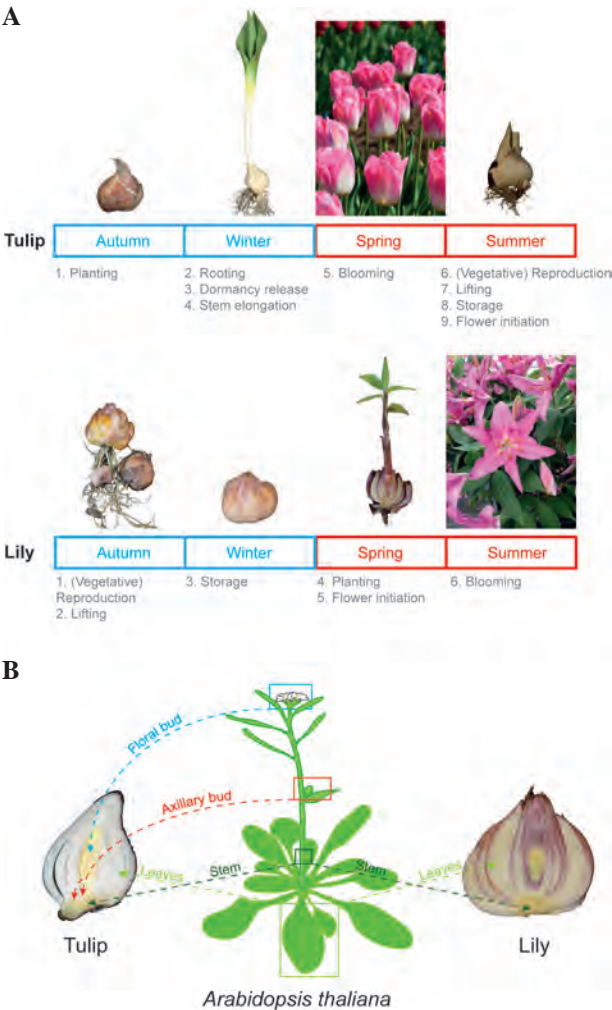 A
Tulip
Autumn
Winter
Spring
Summer
1. Planting
2. Rooting
3. Dormancy release
4. Stem elongation
5. Blooming
6. (Vegetative) Reproduction
7. Lifting
8. Storage
9. Flower initiation
Lily
Autumn
Winter
Spring
Summer
1. (Vegetative)
Reproduction
2. Lifting
3. Storage
4. Planting
5. Flower initiation
6. Blooming
B
Floral bud
Axillary bud
Leaves
Stem
Stem
Leaves
Tulip
Lily
Arabidopsis thaliana